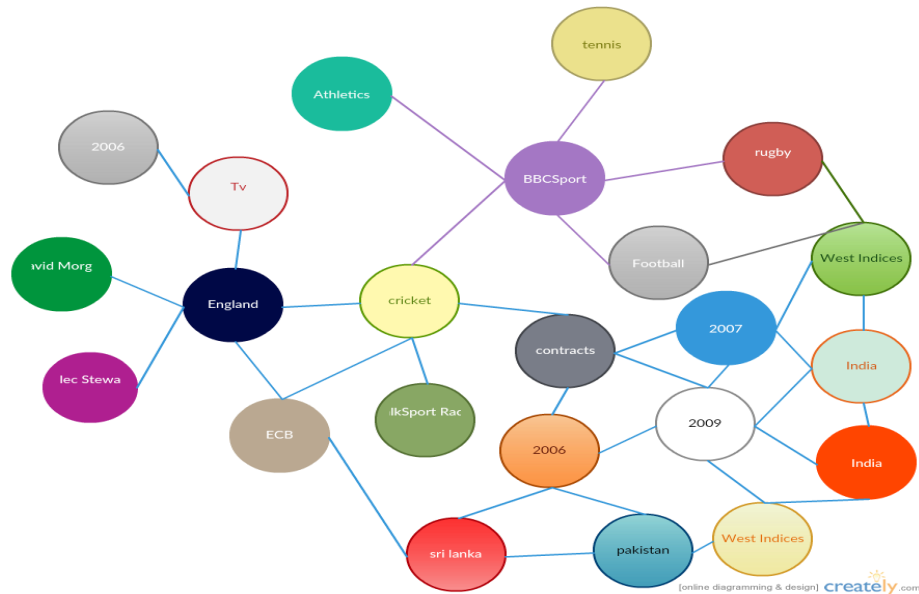 tennis
Athletics
2006
rugby
BBCSport
Tv
West Indices
Football
avid Morg
England
cricket
2007
contracts
India
lec Stewa
ECB
lkSport Rac
2006
2009
India
West Indices
sri lanka
pakistan
[online diagramming & design] creately.com